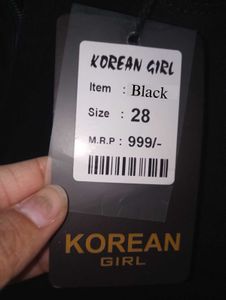 KOREAN GIRL
Item : Black
Size : 28
M.R.P : 999/-
KOREAN
GIRL